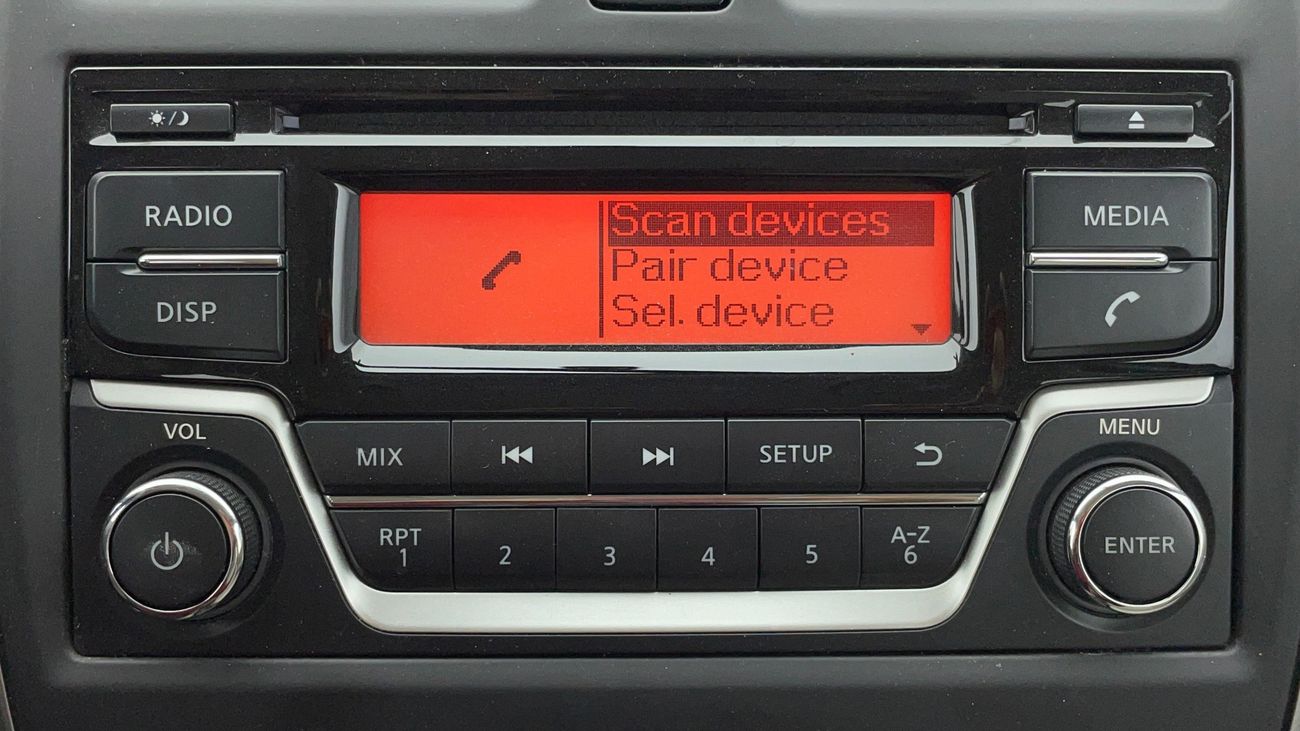 RADIO
DISP
Scan devices
Pair device
Sel. device
MEDIA
VOL
MENU
MIX
SETUP
RPT
1
2
3
4
5
A-Z
6
ENTER